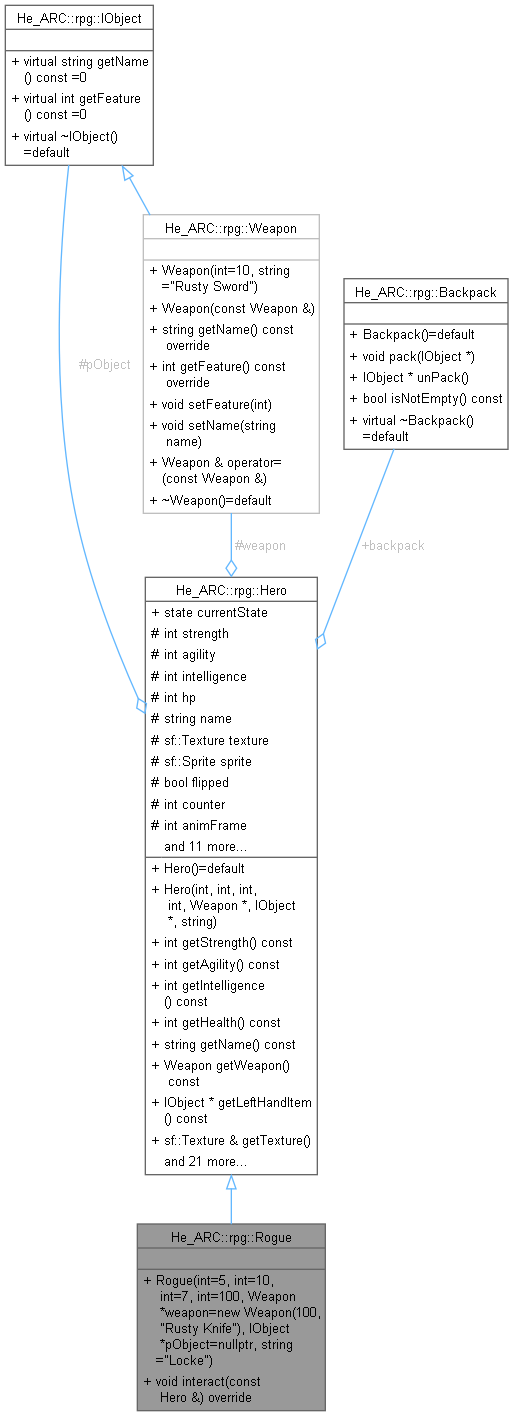 He_ARC::rpg::IObject
+ virtual string getName
() const =0
+ virtual int getFeature
() const =0
+ virtual ~IObject()
=default
He_ARC::rpg::Weapon
+ Weapon(int=10, string
="Rusty Sword")
+ Weapon(const Weapon &)
+ string getName() const
override
+ int getFeature() const
override
+ void setFeature(int)
+ void setName(string
name)
+ Weapon & operator=
(const Weapon &)
+ ~Weapon()=default
He_ARC::rpg::Backpack
+ Backpack()=default
+ void pack(IObject *)
+ IObject * unPack()
+ bool isNotEmpty() const
+ virtual ~Backpack()
=default
#pObject
#weapon
+backpack
He_ARC::rpg::Hero
+ state currentState
# int strength
# int agility
# int intelligence
# int hp
# string name
# sf::Texture texture
# sf::Sprite sprite
# bool flipped
# int counter
# int animFrame
and 11 more...
+ Hero()=default
+ Hero(int, int, int,
int, Weapon *, IObject
*, string)
+ int getStrength() const
+ int getAgility() const
+ int getIntelligence
() const
+ int getHealth() const
+ string getName() const
+ Weapon getWeapon()
const
+ IObject * getLeftHandItem
() const
+ sf::Texture & getTexture()
and 21 more...
He_ARC::rpg::Rogue
+ Rogue(int=5, int=10,
int=7, int=100, Weapon
*weapon=new Weapon(100,
"Rusty Knife"), IObject
*pObject=nullptr, string
="Locke")
+ void interact(const
Hero &) override